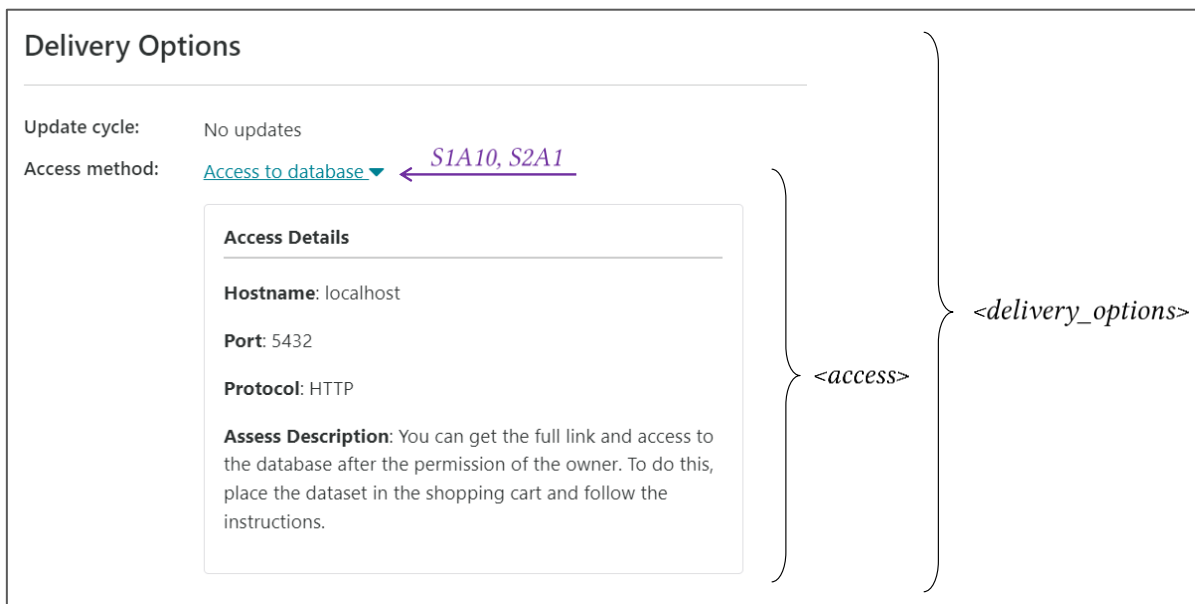 Delivery Options
Update cycle: No updates
Access method: Access to database
S1A10, S2A1
Access Details
Hostname: localhost
Port: 5432
Protocol: HTTP
Assess Description: You can get the full link and access to
the database after the permission of the owner. To do this,
place the dataset in the shopping cart and follow the
instructions.
<access>
<delivery_options>